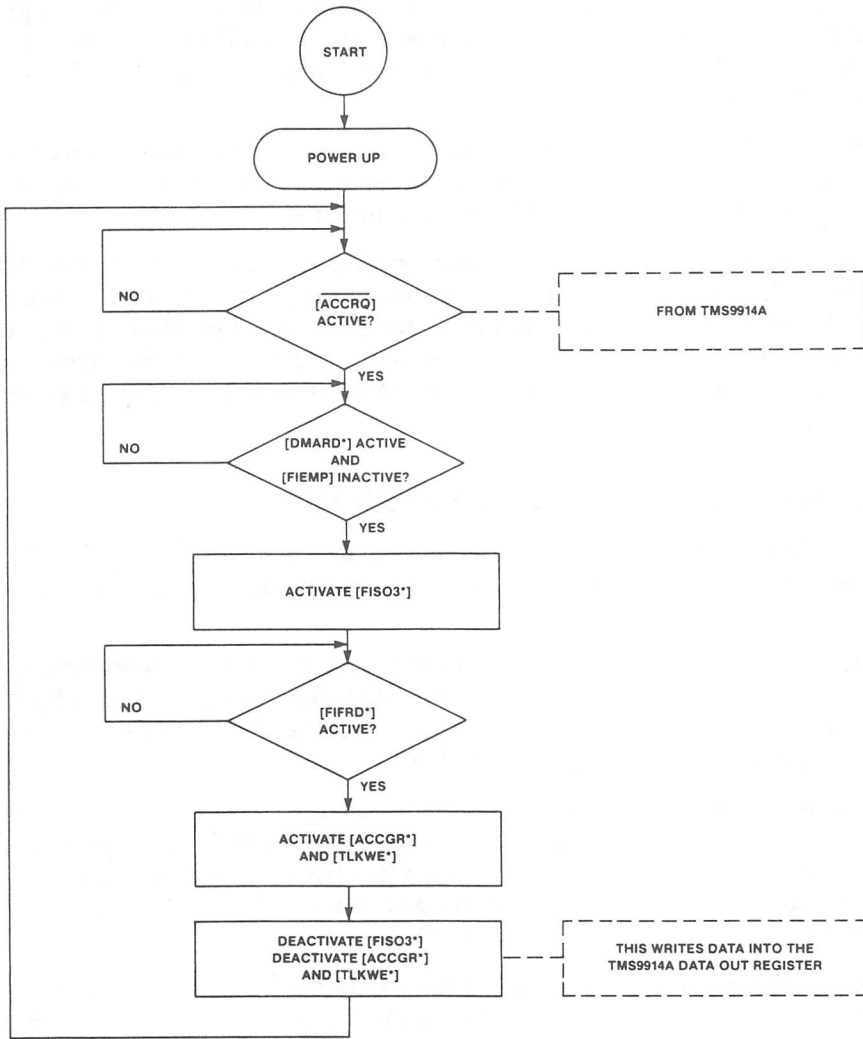 START
POWER UP
NO
[ACCRQ]
ACTIVE?
FROM TMS9914A
YES
NO
[DMARD*] ACTIVE
AND
[FIEMP] INACTIVE?
YES
ACTIVATE [FISO3*]
NO
[FIFRD*]
ACTIVE?
YES
ACTIVATE [ACCGR*]
AND [TLKWE*]
DEACTIVATE [FISO3*]
DEACTIVATE [ACCGR*]
AND [TLKWE*]
THIS WRITES DATA INTO THE
TMS9914A DATA OUT REGISTER